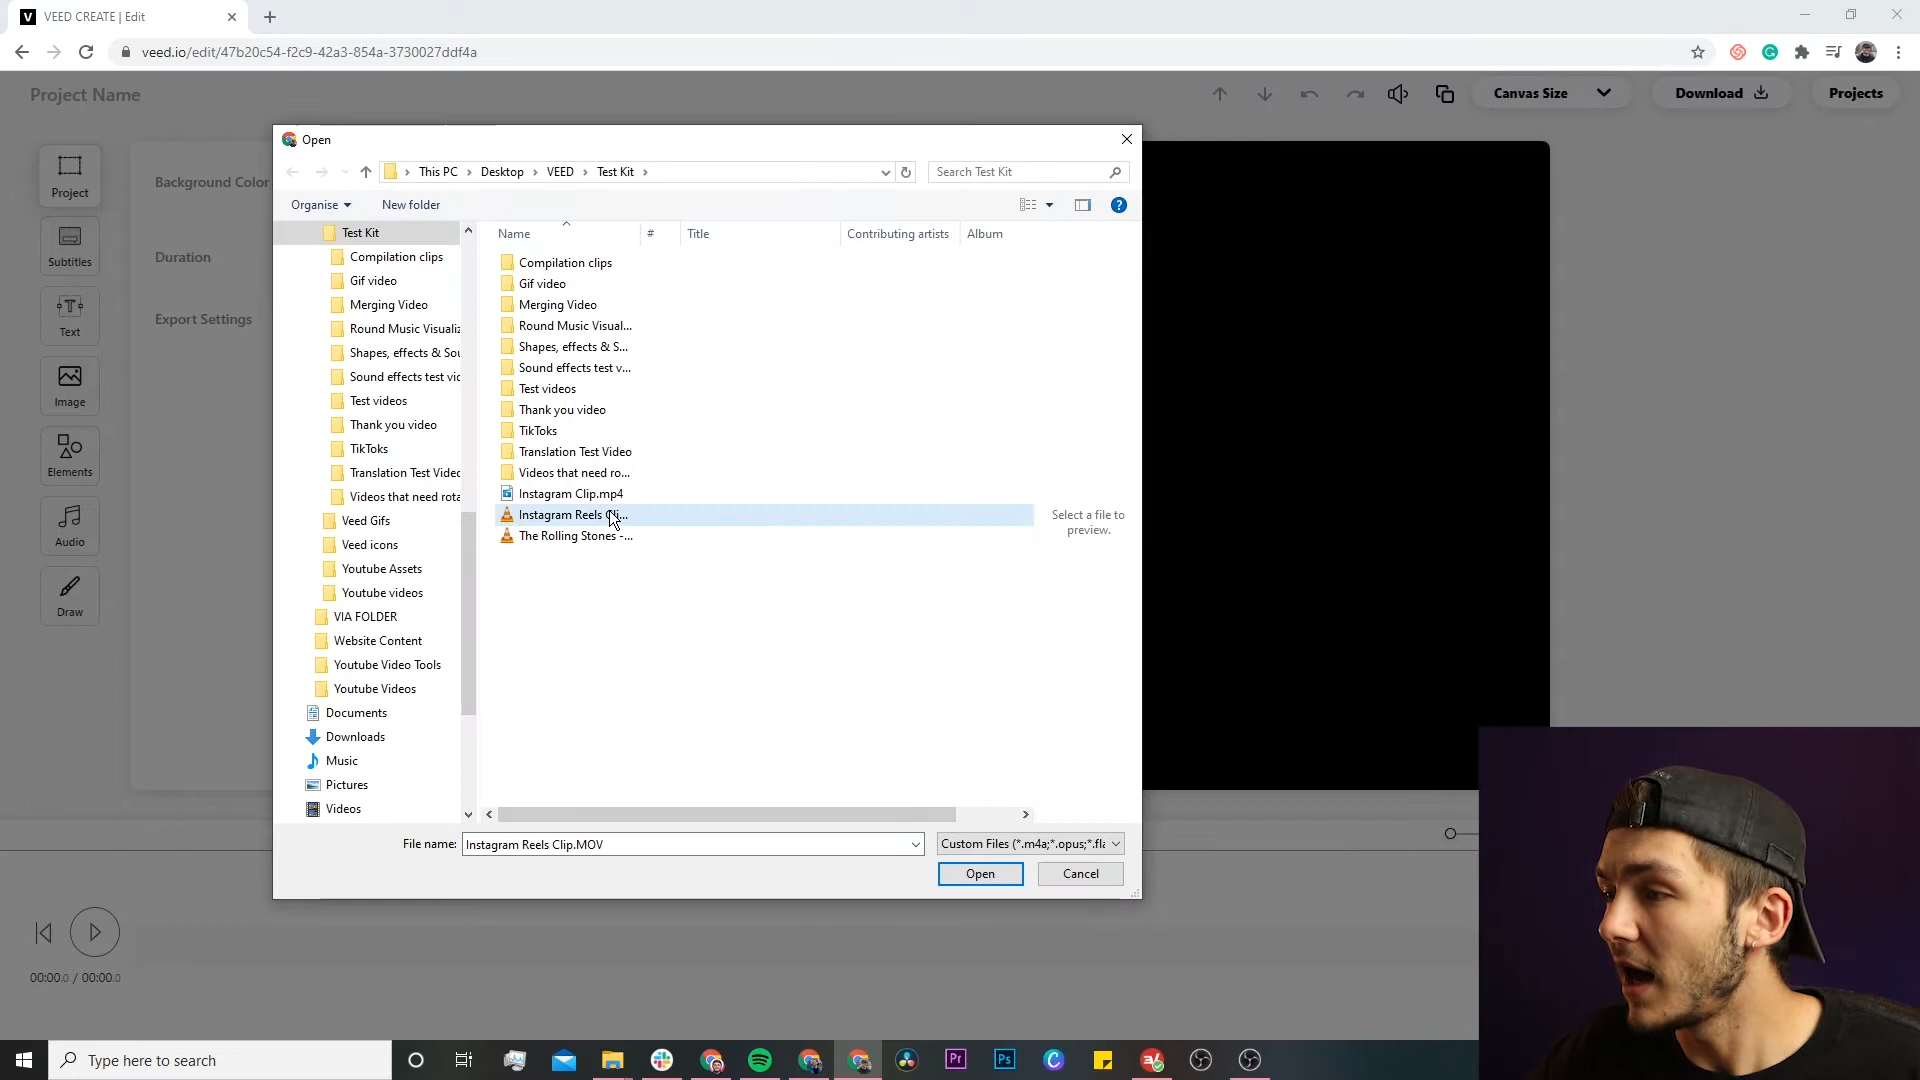 VEED CREATE | Edit
veed.io/edit/47b20c54-f2c9-42a3-854a-3730027ddf4a
Project Name
Canvas Size
Download
Projects
Project
Subtitles
Text
Image
Elements
Audio
Draw
Background Color
Duration
Export Settings
Open
This PC > Desktop > VEED > Test Kit >
Search Test Kit
Organise
New folder
Test Kit
Compilation clips
Gif video
Merging Video
Round Music Visualiz
Shapes, effects & Sou
Sound effects test vid
Test videos
Thank you video
TikToks
Translation Test Video
Videos that need rota
Veed Gifs
Veed icons
Youtube Assets
Youtube videos
VIA FOLDER
Website Content
Youtube Video Tools
Youtube Videos
Documents
Downloads
Music
Pictures
Videos
Name
#
Title
Contributing artists
Album
Compilation clips
Gif video
Merging Video
Round Music Visual...
Shapes, effects & S...
Sound effects test v...
Test videos
Thank you video
TikToks
Translation Test Video
Videos that need ro...
Instagram Clip.mp4
Instagram Reels Cli...
The Rolling Stones -...
Select a file to
preview.
File name:
Instagram Reels Clip.MOV
Custom Files (*.m4a;*.opus;*.fla
Open
Cancel
00:00.0 / 00:00.0
Type here to search
Pr
Ps